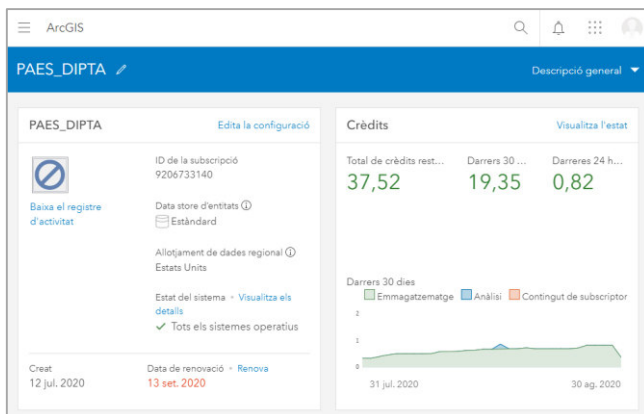 ArcGIS
PAES_DIPTA
Descripció general
PAES_DIPTA
Edita la configuració
Baixa el registre
d'activitat
ID de la subscripció
9206733140
Data store d'entitats
Estàndard
Allotjament de dades regional
Estats Units
Estat del sistema • Visualitza els
detalls
Tots els sistemes operatius
Creat
12 jul. 2020
Data de renovació • Renova
13 set. 2020
Crèdits
Visualitza l'estat
Total de crèdits rest...
37,52
Darrers 30 ...
19,35
Darreres 24 h...
0,82
Darrers 30 dies
Emmagatzematge Anàlisi Contingut de subscriptor
2
1
0
31 jul. 2020
30 ag. 2020